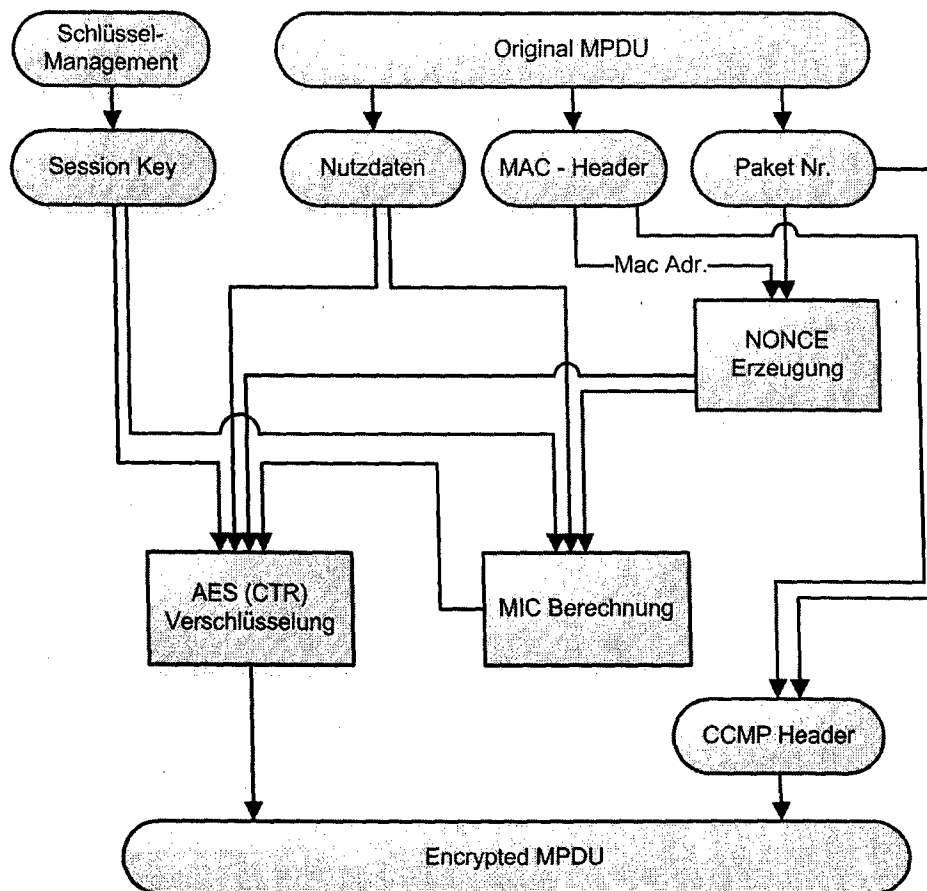 Schlüssel-
Management
Original MPDU
Session Key
Nutzdaten
MAC - Header
Paket Nr.
Mac Adr.
NONCE
Erzeugung
AES (CTR)
Verschlüsselung
MIC Berechnung
CCMP Header
Encrypted MPDU